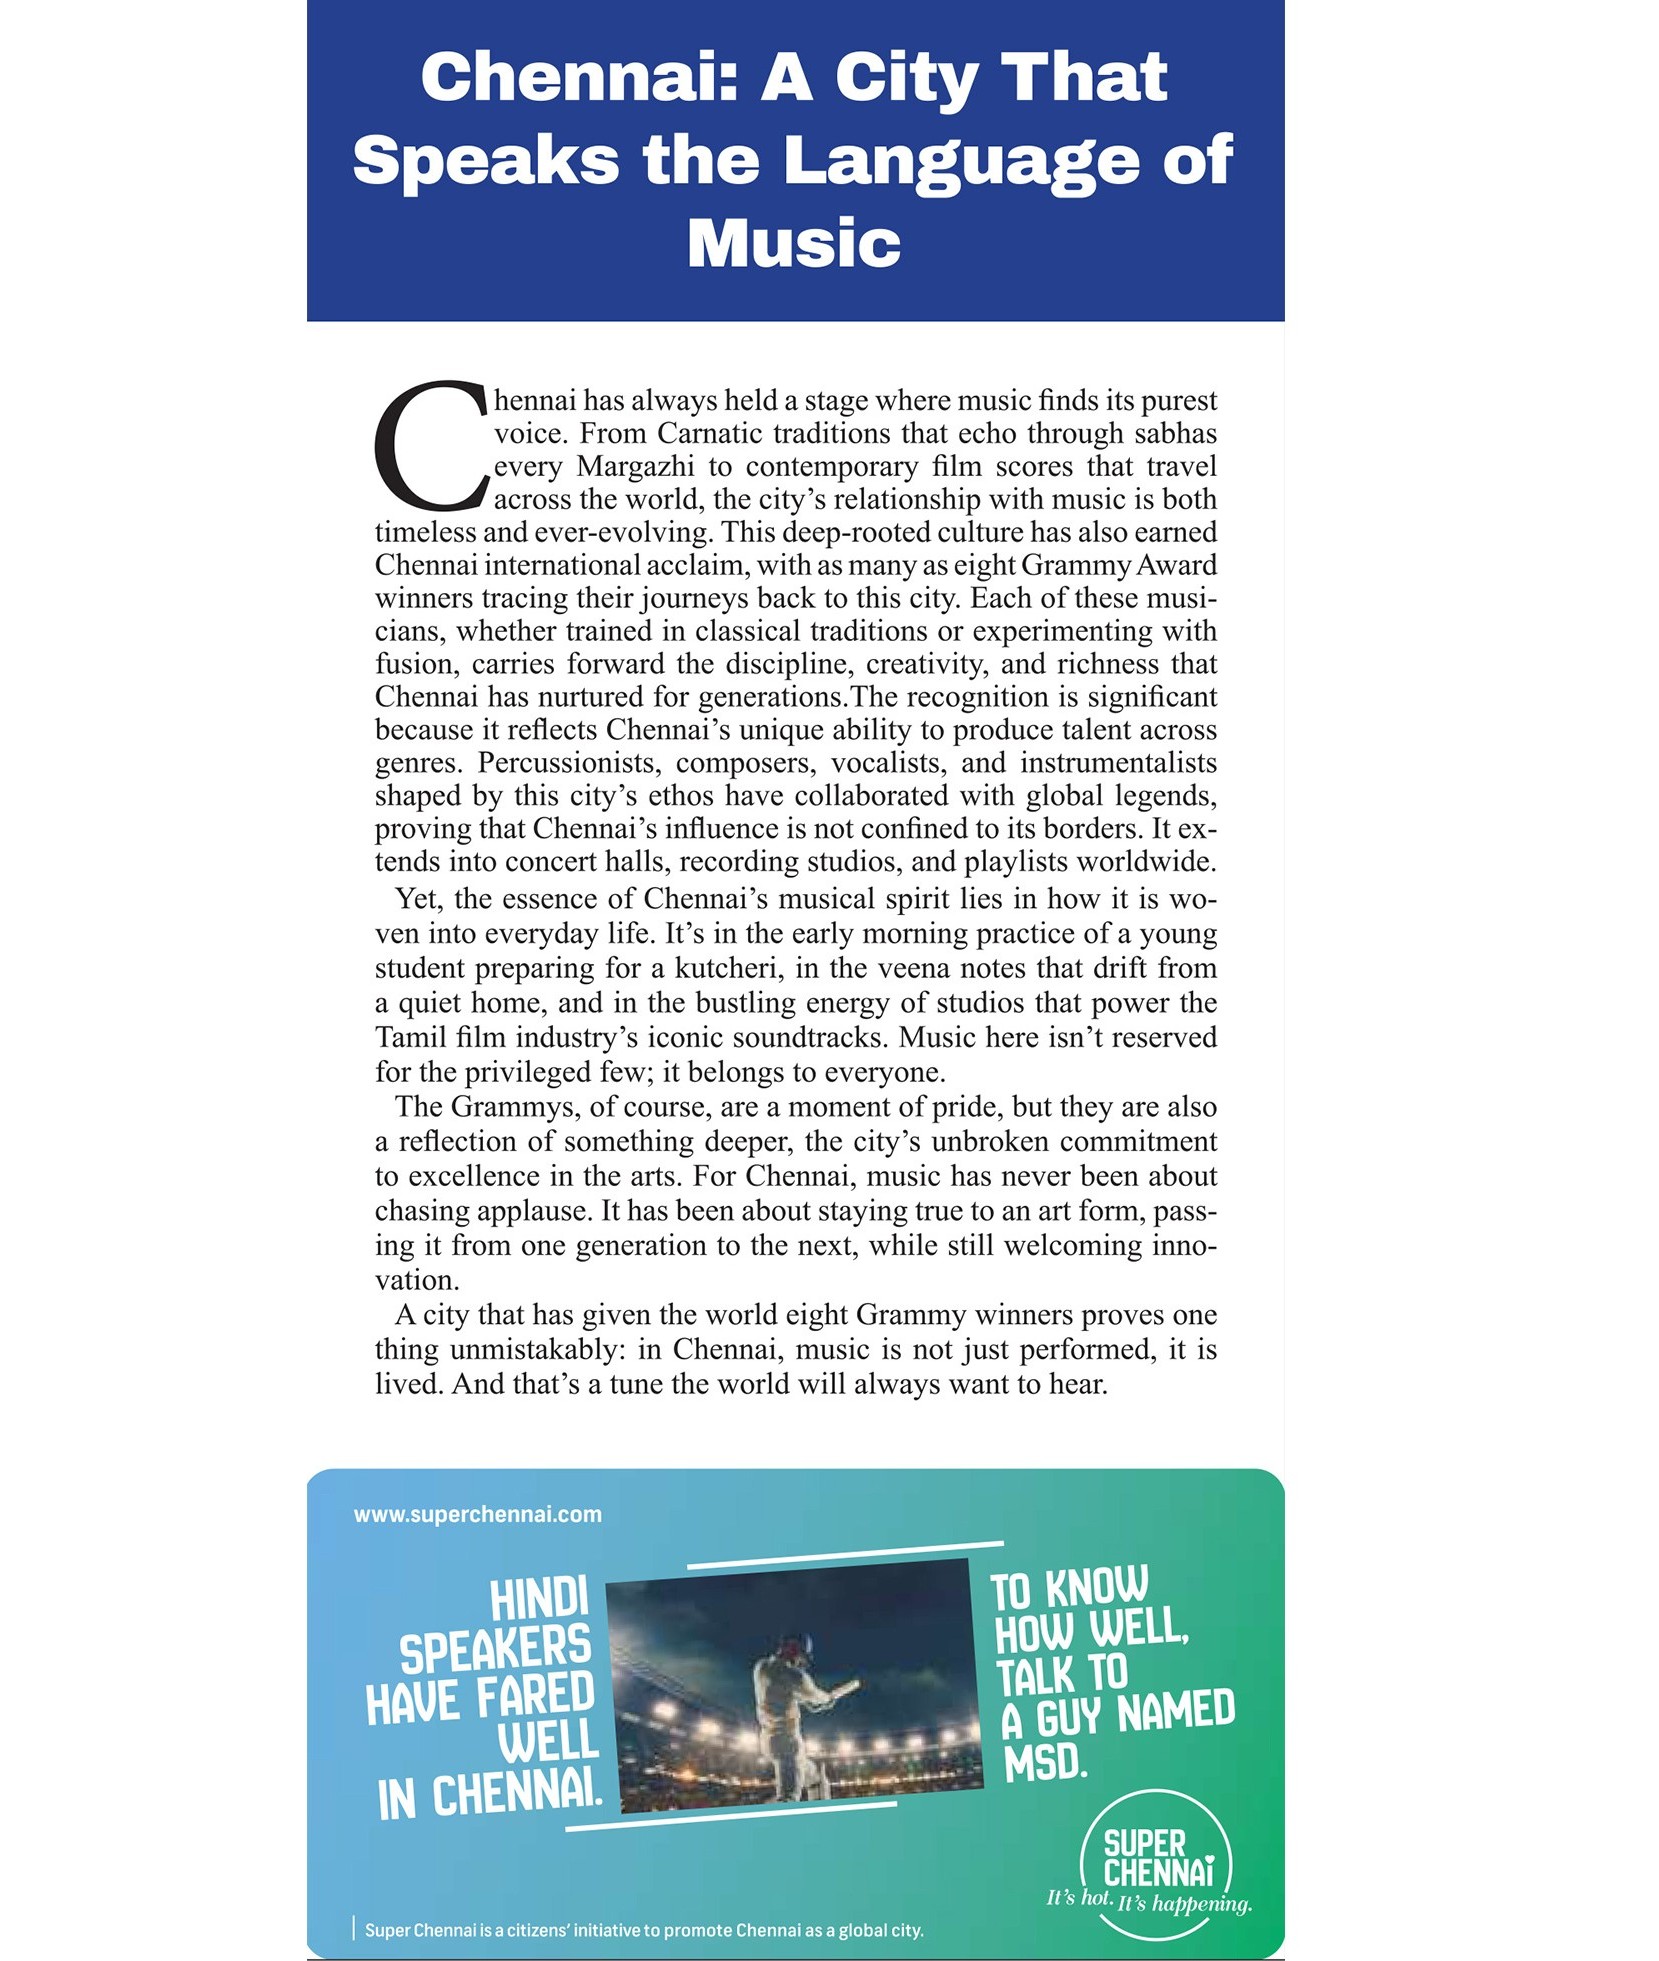 Chennai: A City That
Speaks the Language of
Music
Chennai has always held a stage where music finds its purest
voice. From Carnatic traditions that echo through sabhas
every Margazhi to contemporary film scores that travel
across the world, the city’s relationship with music is both
timeless and ever-evolving. This deep-rooted culture has also earned
Chennai international acclaim, with as many as eight Grammy Award
winners tracing their journeys back to this city. Each of these musi-
cians, whether trained in classical traditions or experimenting with
fusion, carries forward the discipline, creativity, and richness that
Chennai has nurtured for generations.The recognition is significant
because it reflects Chennai’s unique ability to produce talent across
genres. Percussionists, composers, vocalists, and instrumentalists
shaped by this city’s ethos have collaborated with global legends,
proving that Chennai’s influence is not confined to its borders. It ex-
tends into concert halls, recording studios, and playlists worldwide.
Yet, the essence of Chennai’s musical spirit lies in how it is wo-
ven into everyday life. It’s in the early morning practice of a young
student preparing for a kutcheri, in the veena notes that drift from
a quiet home, and in the bustling energy of studios that power the
Tamil film industry’s iconic soundtracks. Music here isn’t reserved
for the privileged few; it belongs to everyone.
The Grammys, of course, are a moment of pride, but they are also
a reflection of something deeper, the city’s unbroken commitment
to excellence in the arts. For Chennai, music has never been about
chasing applause. It has been about staying true to an art form, pass-
ing it from one generation to the next, while still welcoming inno-
vation.
A city that has given the world eight Grammy winners proves one
thing unmistakably: in Chennai, music is not just performed, it is
lived. And that’s a tune the world will always want to hear.
www.superchennai.com
HINDI
SPEAKERS
HAVE FARED
WELL
IN CHENNAI.
TO KNOW
HOW WELL,
TALK TO
A GUY NAMED
MSD.
SUPER
CHENNAI
It’s hot. It’s happening.
Super Chennai is a citizens’ initiative to promote Chennai as a global city.